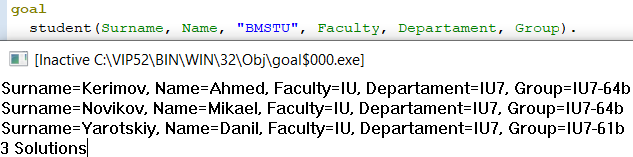 goal
student(Surname, Name, "BMSTU", Faculty, Departament, Group).
[Inactive C:\VIP52\BIN\WIN\32\Obj\goal$000.exe]
Surname=Kerimov, Name=Ahmed, Faculty=IU, Departament=IU7, Group=IU7-64b
Surname=Novikov, Name=Mikael, Faculty=IU, Departament=IU7, Group=IU7-64b
Surname=Yarotskiy, Name=Danil, Faculty=IU, Departament=IU7, Group=IU7-61b
3 Solutions